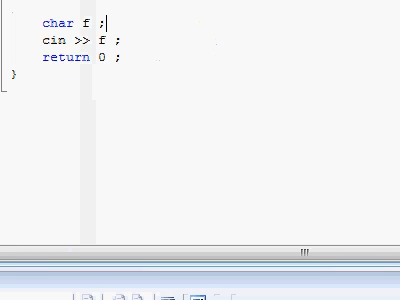 char f ;
cin >> f ;
return 0 ;
}